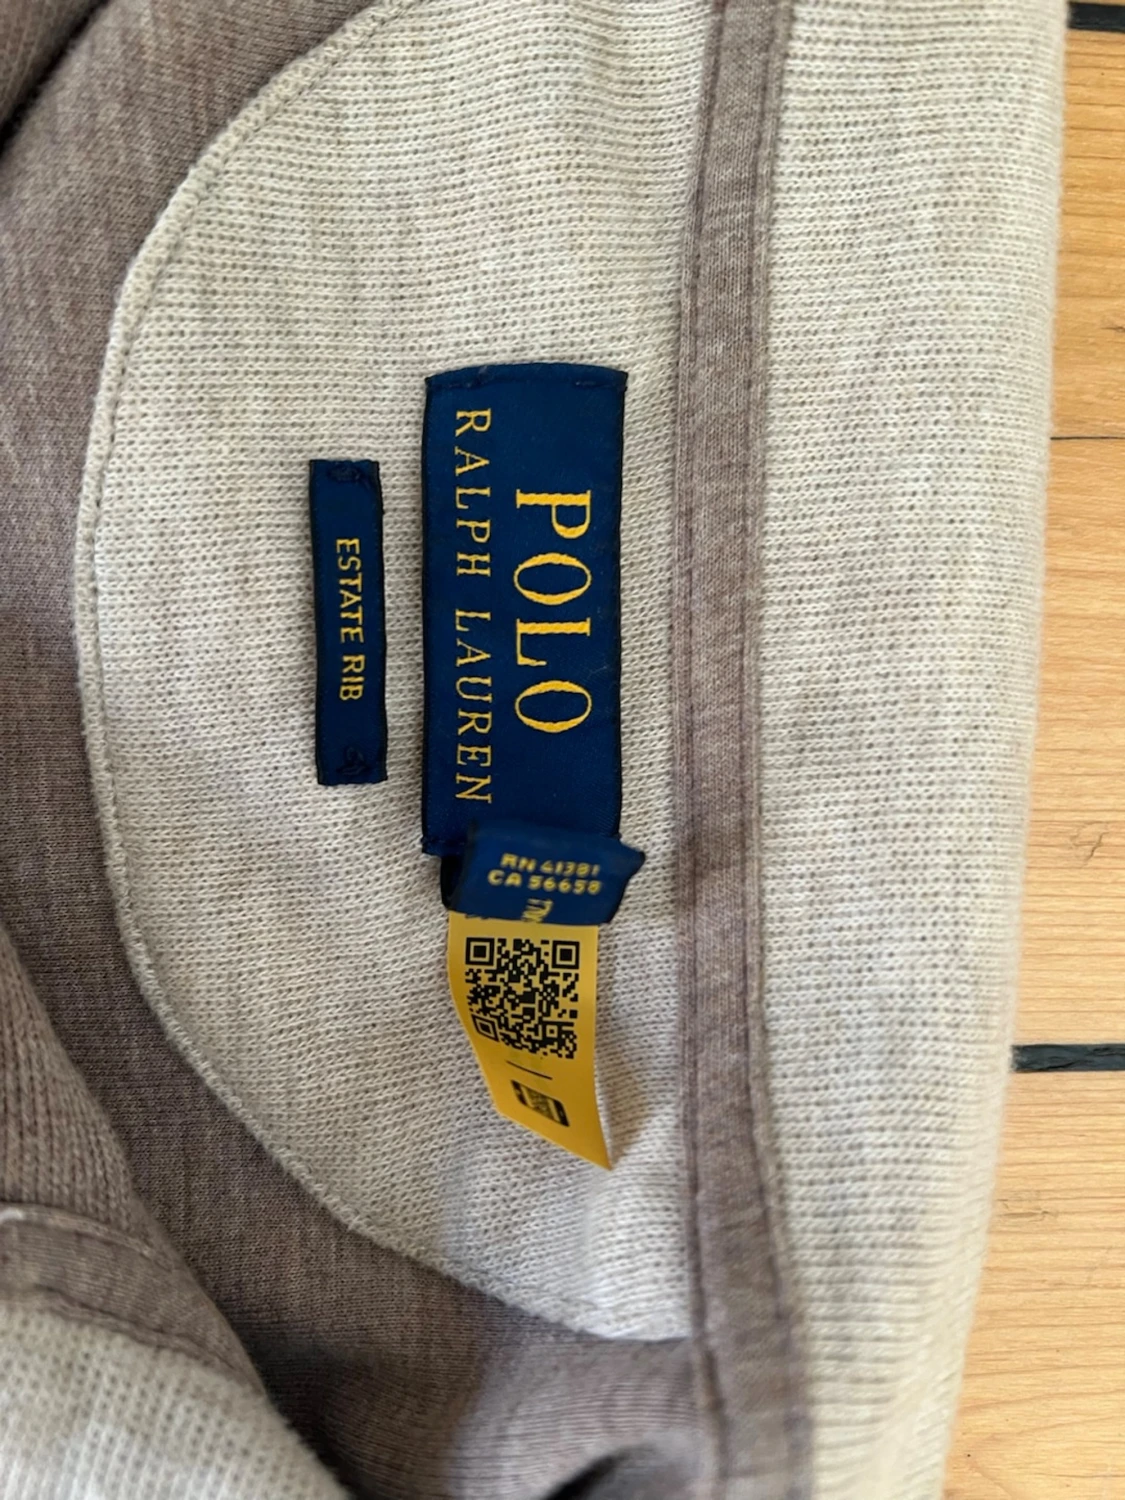 POLO
RALPH LAUREN
ESTATE RIB
RN 41381
CA 56658